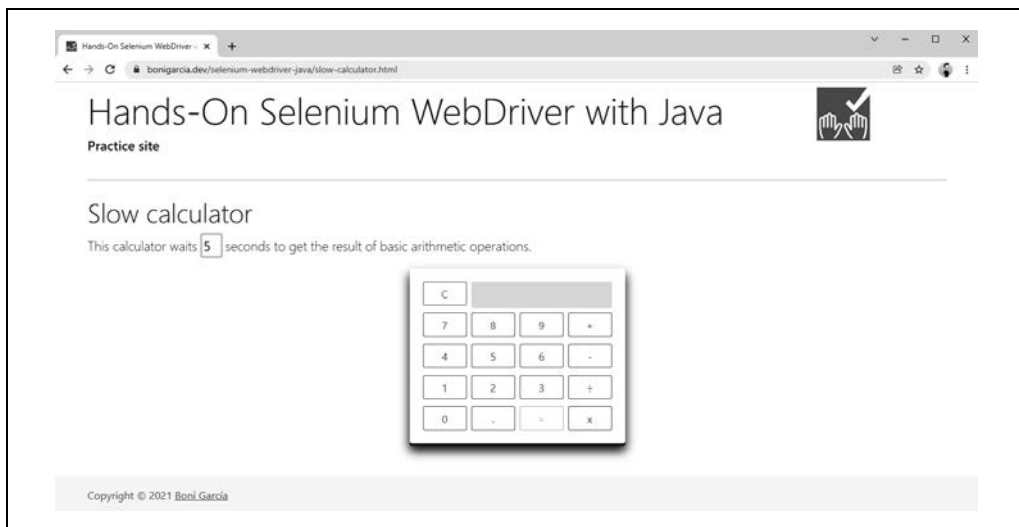 Hands-On Selenium WebDriver -
bonigarcia.dev/selenium-webdriver-java/slow-calculator.html
Hands-On Selenium WebDriver with Java
Practice site
Slow calculator
This calculator waits 5 seconds to get the result of basic arithmetic operations.
C
7 8 9 +
4 5 6 -
1 2 3 ÷
0 . = x
Copyright © 2021 Boni García